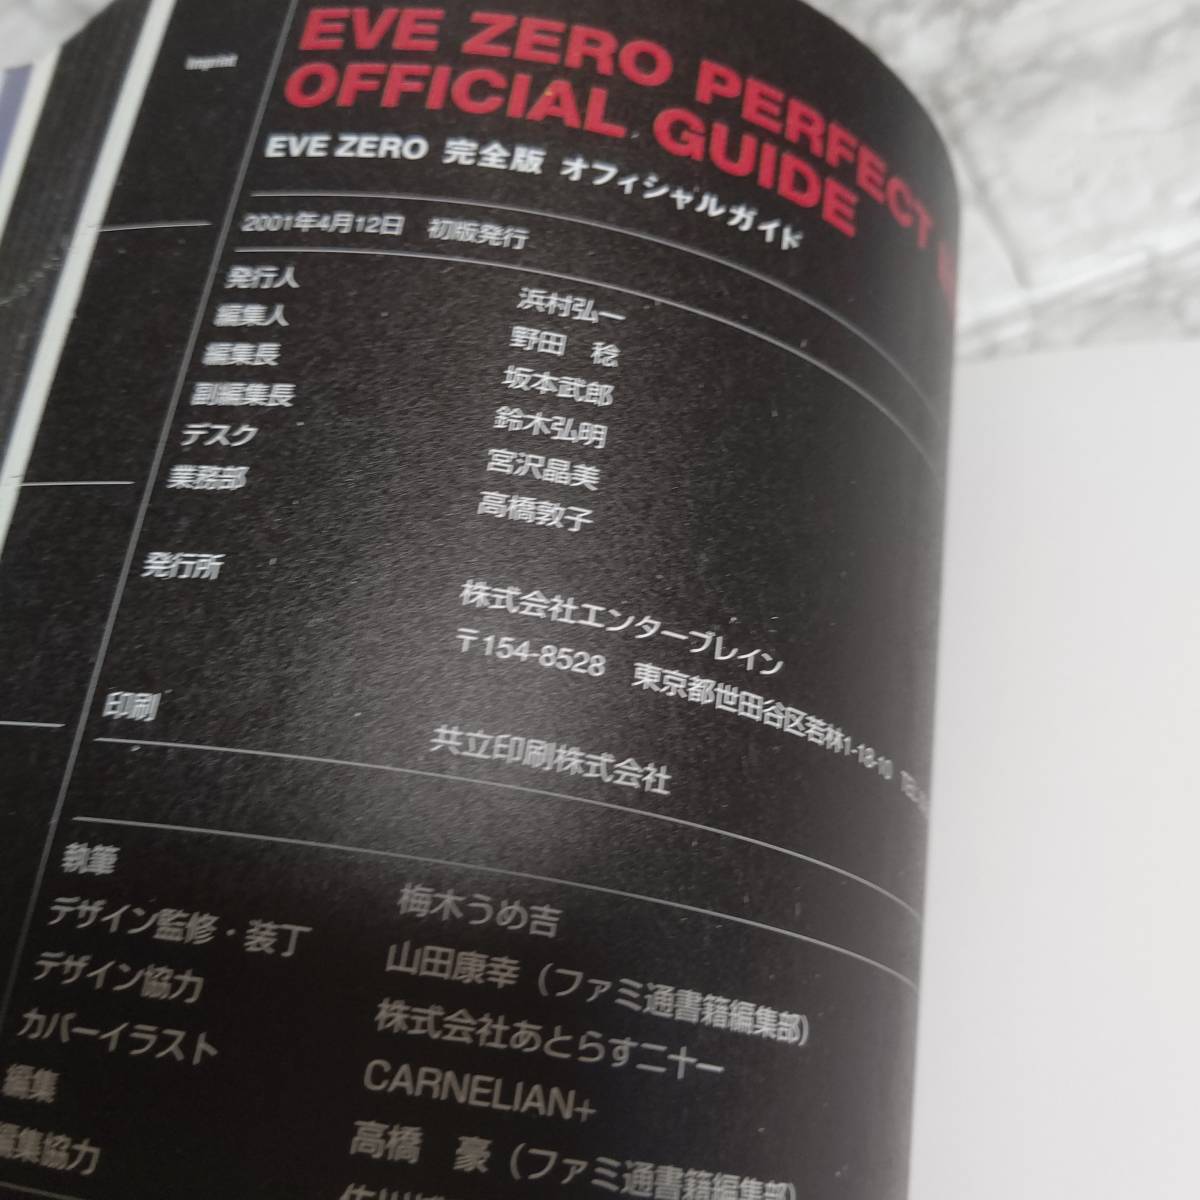 Imprint
EVE ZERO PERFECT
OFFICIAL GUIDE
EVE ZERO 完全版 オフィシャルガイド
2001年4月12日 初版発行
発行人 浜村弘一
編集人 野田 稔
編集長 坂本武郎
副編集長 鈴木弘明
デスク 宮沢晶美
業務部 高橋敦子
発行所 株式会社エンターブレイン
〒154-8528 東京都世田谷区若林1-18-10
印刷 共立印刷株式会社
執筆 梅木うめ吉
デザイン監修・装丁 山田康幸(ファミ通書籍編集部)
デザイン協力 株式会社あとらす二十一
カバーイラスト CARNELIAN+
編集 高橋 豪(ファミ通書籍編集部)
編集協力